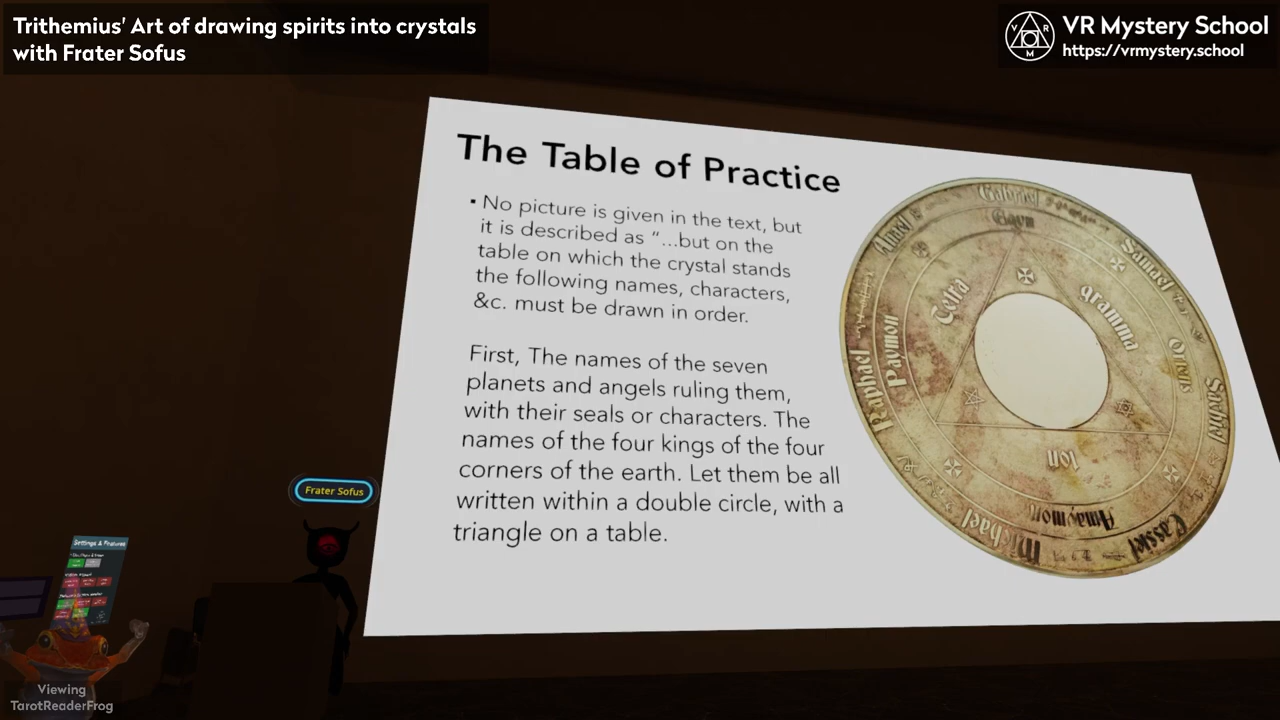 Trithemius' Art of drawing spirits into crystals
with Frater Sofus
VR Mystery School
https://vrmystery.school
V R
M
The Table of Practice
▪ No picture is given in the text, but
it is described as “...but on the
table on which the crystal stands
the following names, characters,
&c. must be drawn in order.
First, The names of the seven
planets and angels ruling them,
with their seals or characters. The
names of the four kings of the four
corners of the earth. Let them be all
written within a double circle, with a
triangle on a table.
Gabriel
Samael
Cassiel
Michael
Raphael
Anael
Paymon
Amaymon
Tetra
gramma
ton
Frater Sofus
Settings & Features
Viewing
TarotReaderFrog